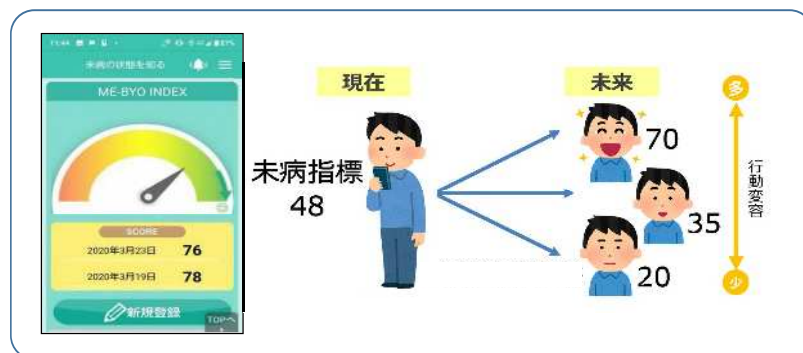 未病の状態を知る
ME-BYO INDEX
SCORE
2020年3月23日 76
2020年3月19日 78
新規登録
TOPへ
現在
未病指標
48
未来
70
35
20
多
行動変容
少